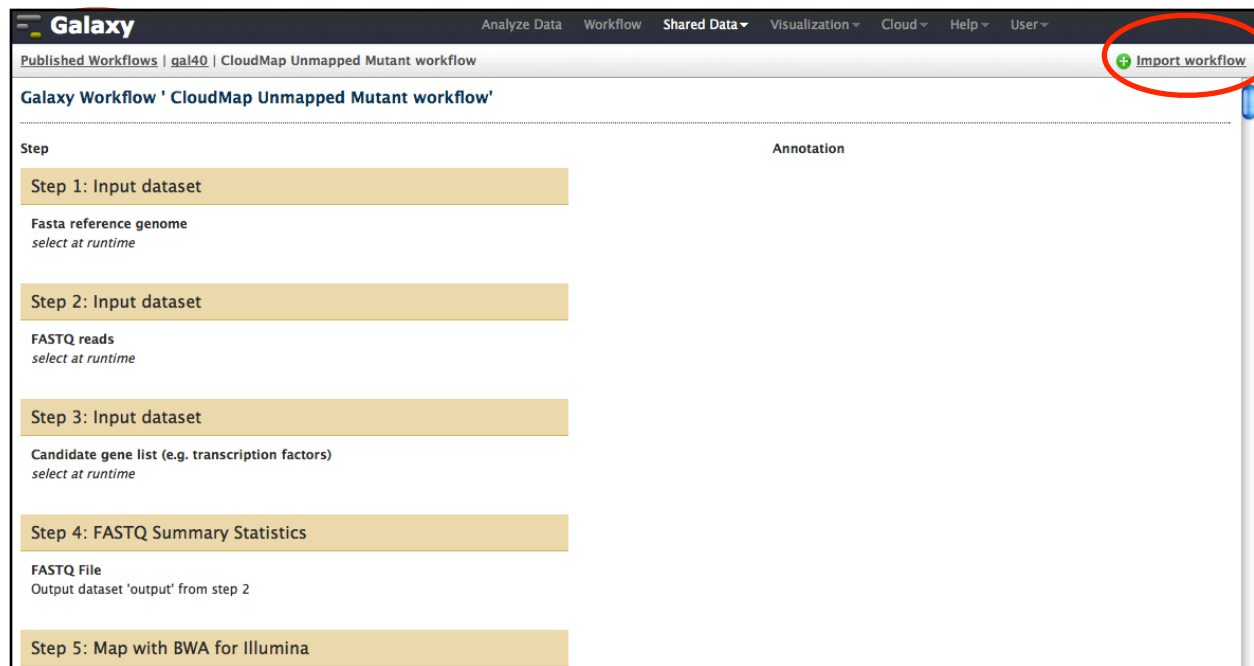 Galaxy Analyze Data Workflow Shared Data Visualization Cloud Help User
Published Workflows | gal40 | CloudMap Unmapped Mutant workflow Import workflow
Galaxy Workflow ' CloudMap Unmapped Mutant workflow'
Step Annotation
Step 1: Input dataset
Fasta reference genome
select at runtime
Step 2: Input dataset
FASTQ reads
select at runtime
Step 3: Input dataset
Candidate gene list (e.g. transcription factors)
select at runtime
Step 4: FASTQ Summary Statistics
FASTQ File
Output dataset 'output' from step 2
Step 5: Map with BWA for Illumina